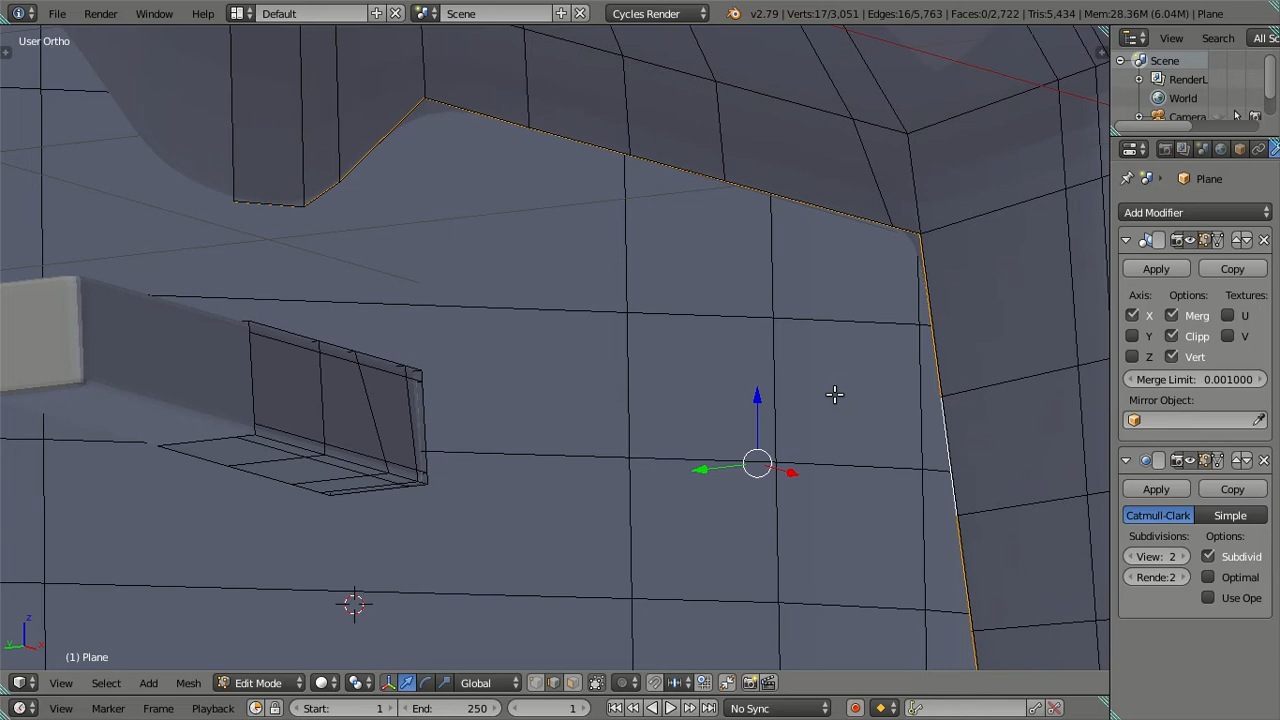 File Render Window Help Default Scene Cycles Render v2.79 | Verts:17/3,051 | Edges:16/5,763 | Faces:0/2,722 | Tris:5,434 | Mem:28.36M (6.04M) | Plane
User Ortho
View Search All Sc
Scene
RenderL
World
Camera
Plane
Add Modifier
Apply Copy
Axis: Options: Textures:
X Merg U
Y Clipp V
Z Vert
Merge Limit: 0.001000
Mirror Object:
Apply Copy
Catmull-Clark Simple
Subdivisions: Options:
View: 2 Subdivid
Rende:2 Optimal
Use Ope
z
y x
(1) Plane
View Select Add Mesh Edit Mode Global
View Marker Frame Playback Start: 1 End: 250 1 No Sync